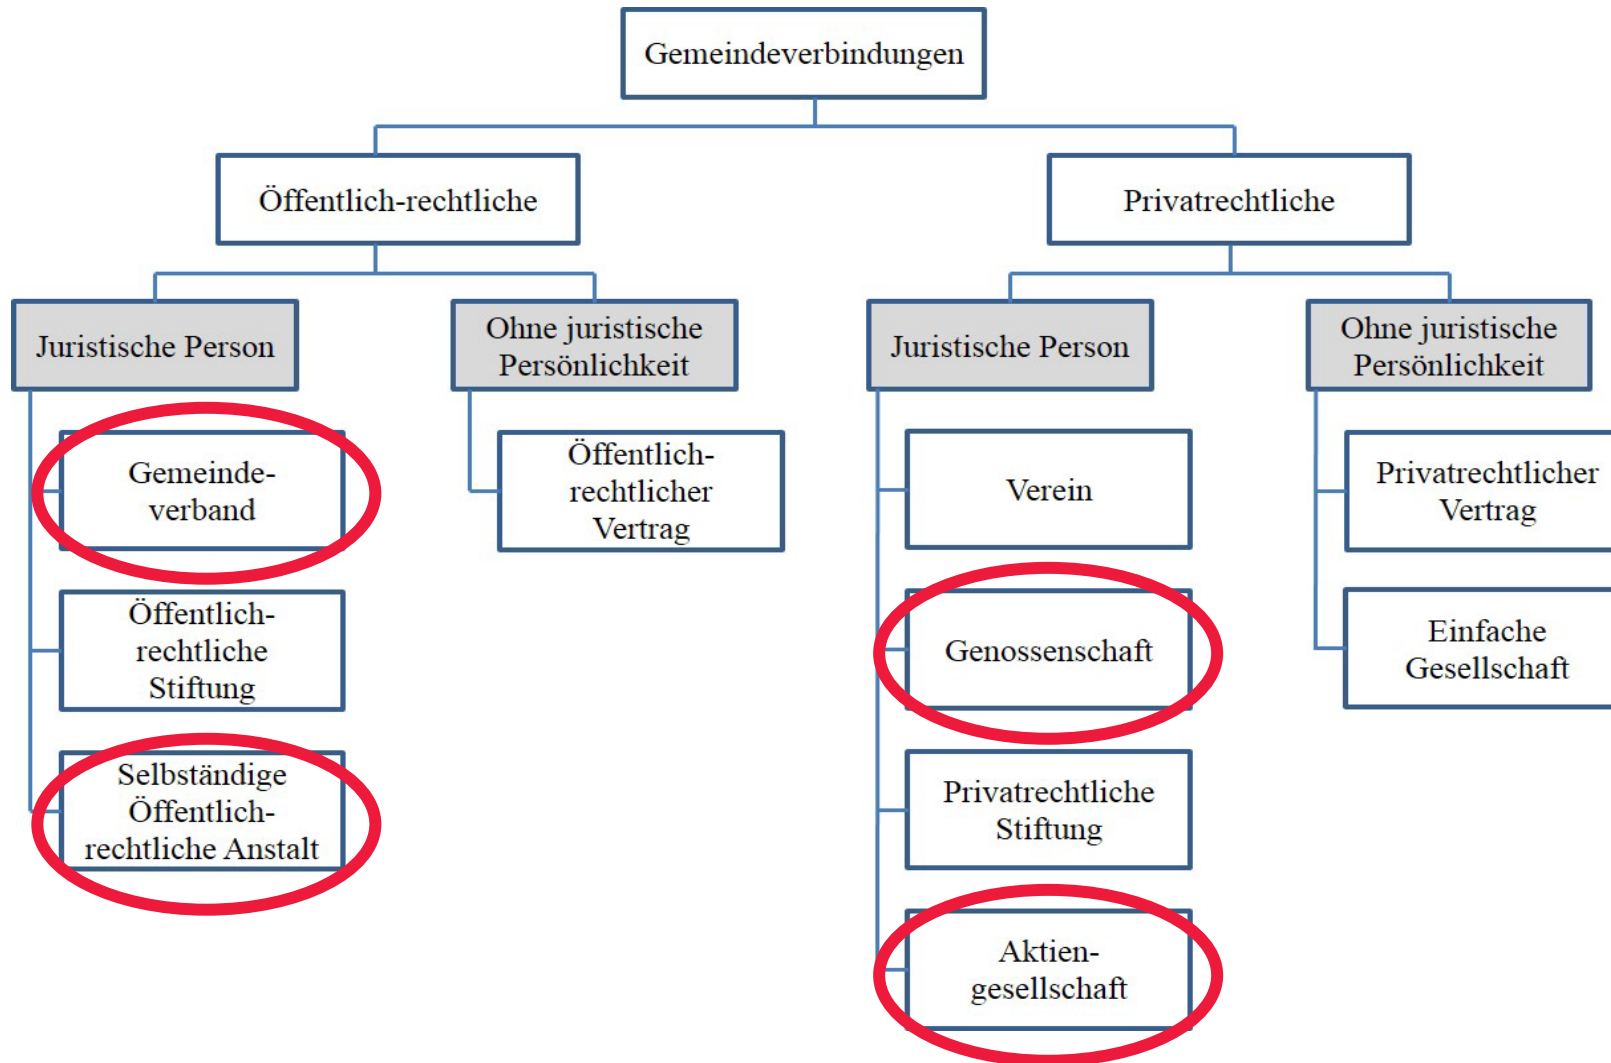 Gemeindeverbindungen
Öffentlich-rechtliche
Privatrechtliche
Juristische Person
Ohne juristische
Persönlichkeit
Juristische Person
Ohne juristische
Persönlichkeit
Gemeinde-
verband
Öffentlich-
rechtlicher
Vertrag
Verein
Privatrechtlicher
Vertrag
Öffentlich-
rechtliche
Stiftung
Genossenschaft
Einfache
Gesellschaft
Selbständige
Öffentlich-
rechtliche Anstalt
Privatrechtliche
Stiftung
Aktien-
gesellschaft